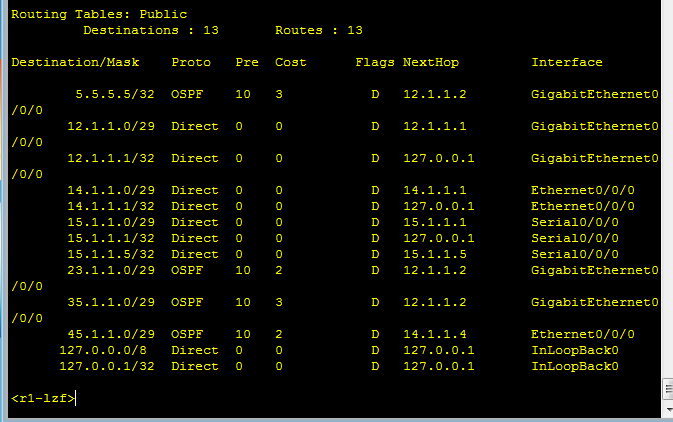 Routing Tables: Public
         Destinations : 13       Routes : 13

Destination/Mask    Proto   Pre  Cost      Flags NextHop         Interface

        5.5.5.5/32  OSPF    10   3           D   12.1.1.2        GigabitEthernet0
/0/0
       12.1.1.0/29  Direct  0    0           D   12.1.1.1        GigabitEthernet0
/0/0
       12.1.1.1/32  Direct  0    0           D   127.0.0.1       GigabitEthernet0
/0/0
       14.1.1.0/29  Direct  0    0           D   14.1.1.1        Ethernet0/0/0
       14.1.1.1/32  Direct  0    0           D   127.0.0.1       Ethernet0/0/0
       15.1.1.0/29  Direct  0    0           D   15.1.1.1        Serial0/0/0
       15.1.1.1/32  Direct  0    0           D   127.0.0.1       Serial0/0/0
       15.1.1.5/32  Direct  0    0           D   15.1.1.5        Serial0/0/0
       23.1.1.0/29  OSPF    10   2           D   12.1.1.2        GigabitEthernet0
/0/0
       35.1.1.0/29  OSPF    10   3           D   12.1.1.2        GigabitEthernet0
/0/0
       45.1.1.0/29  OSPF    10   2           D   14.1.1.4        Ethernet0/0/0
      127.0.0.0/8   Direct  0    0           D   127.0.0.1       InLoopBack0
      127.0.0.1/32  Direct  0    0           D   127.0.0.1       InLoopBack0

<r1-lzf>